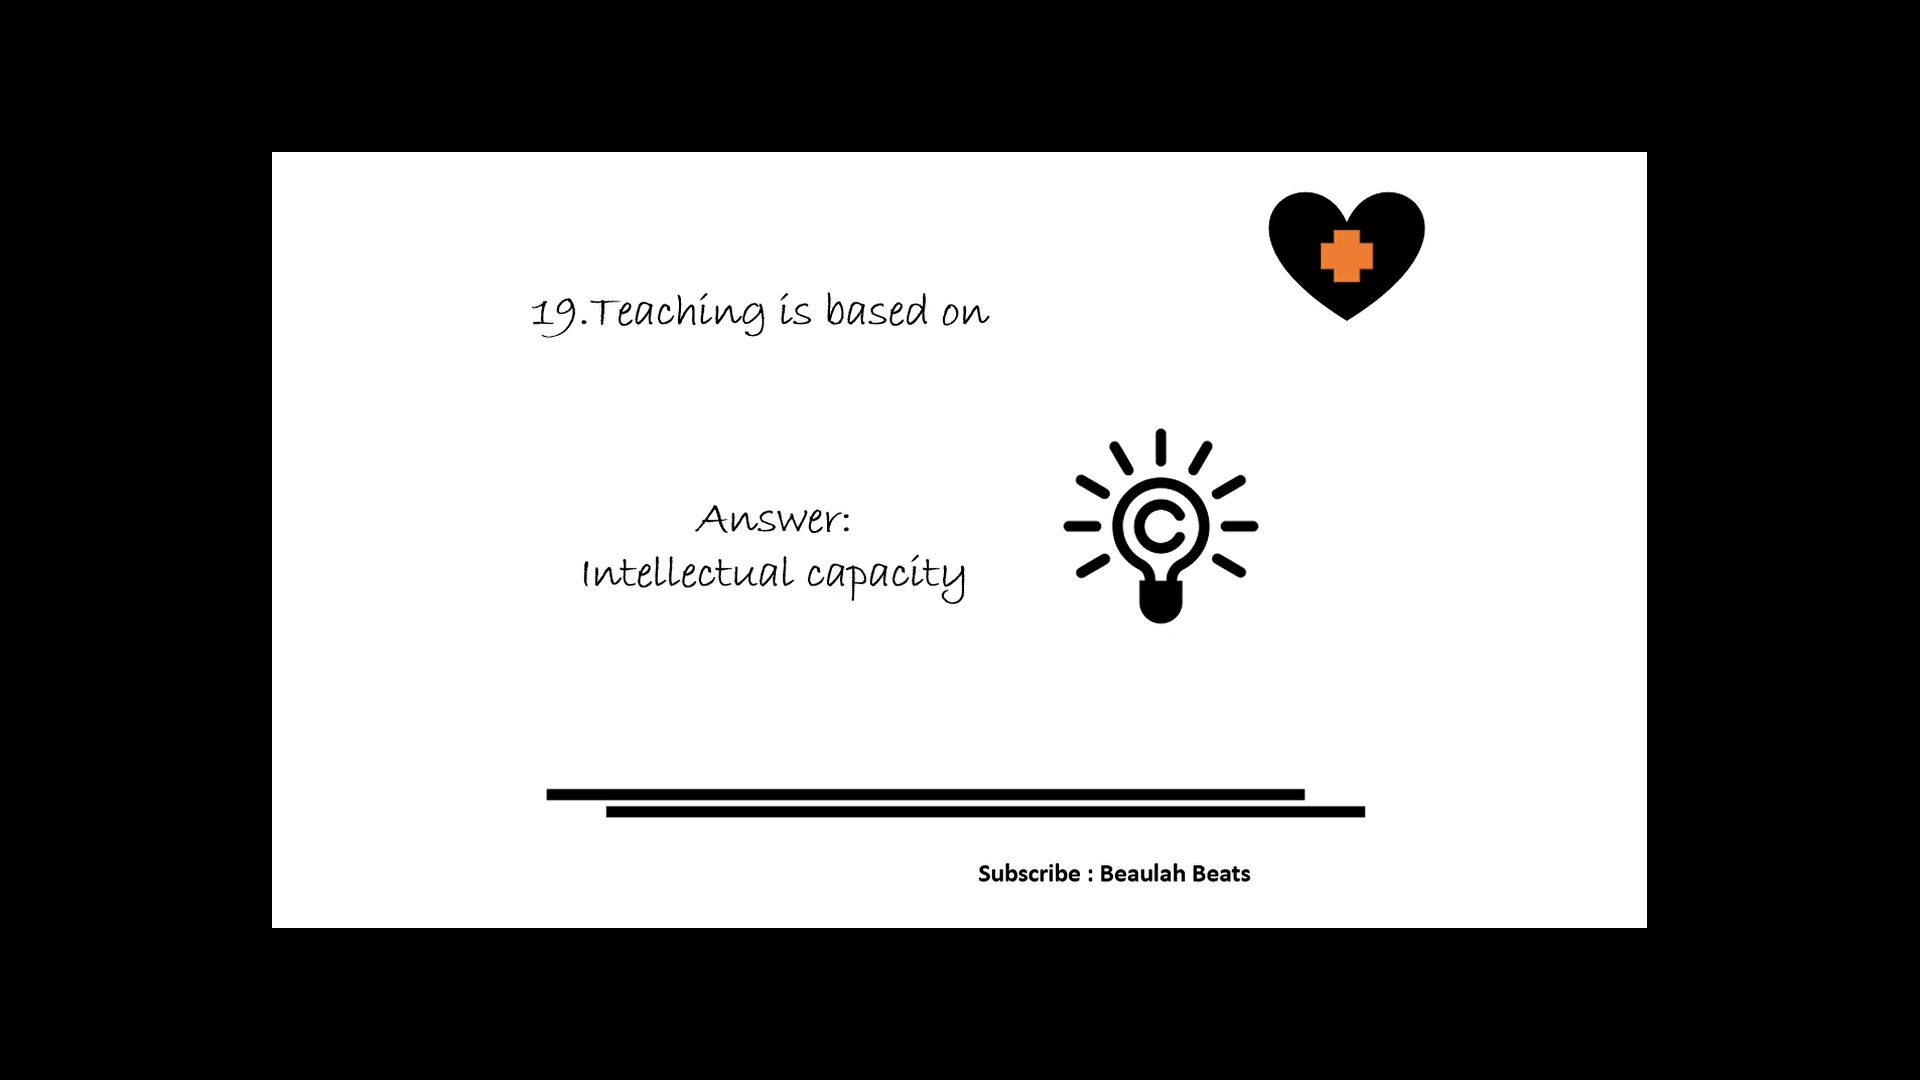 19.Teaching is based on
Answer:
Intellectual capacity
Subscribe : Beaulah Beats